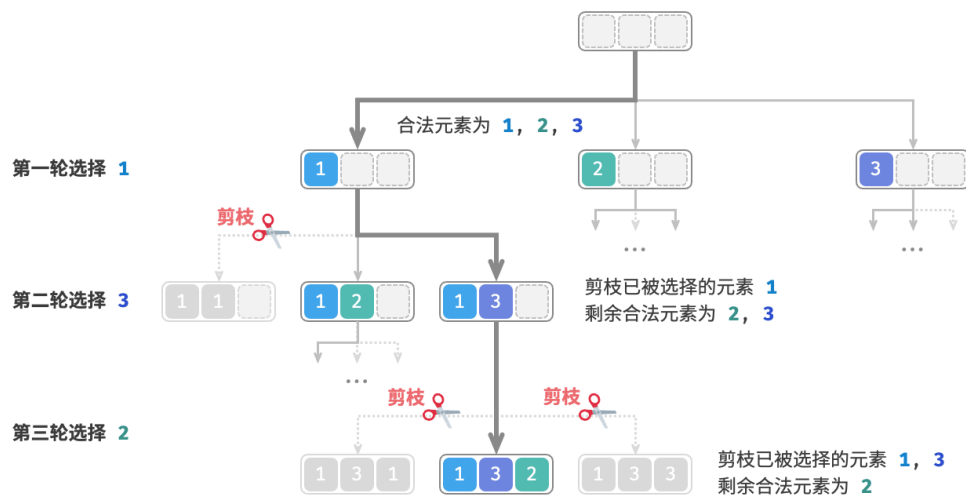 合法元素为 1, 2, 3
第一轮选择 1
1
2
3
剪枝
...
...
第二轮选择 3
1 1
1 2
1 3
剪枝已被选择的元素 1
剩余合法元素为 2, 3
...
剪枝
剪枝
第三轮选择 2
1 3 1
1 3 2
1 3 3
剪枝已被选择的元素 1, 3
剩余合法元素为 2